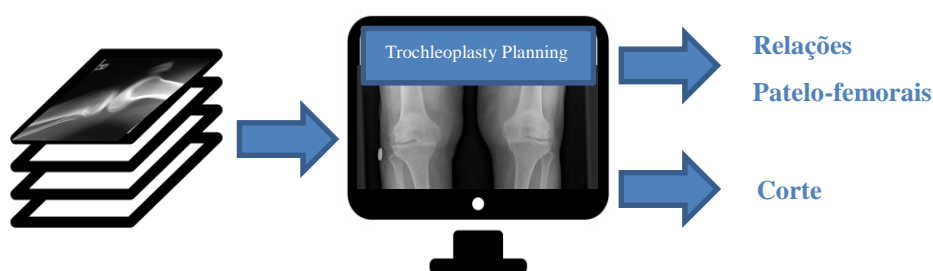 Trochleoplasty Planning
Relações
Patelo-femorais
Corte